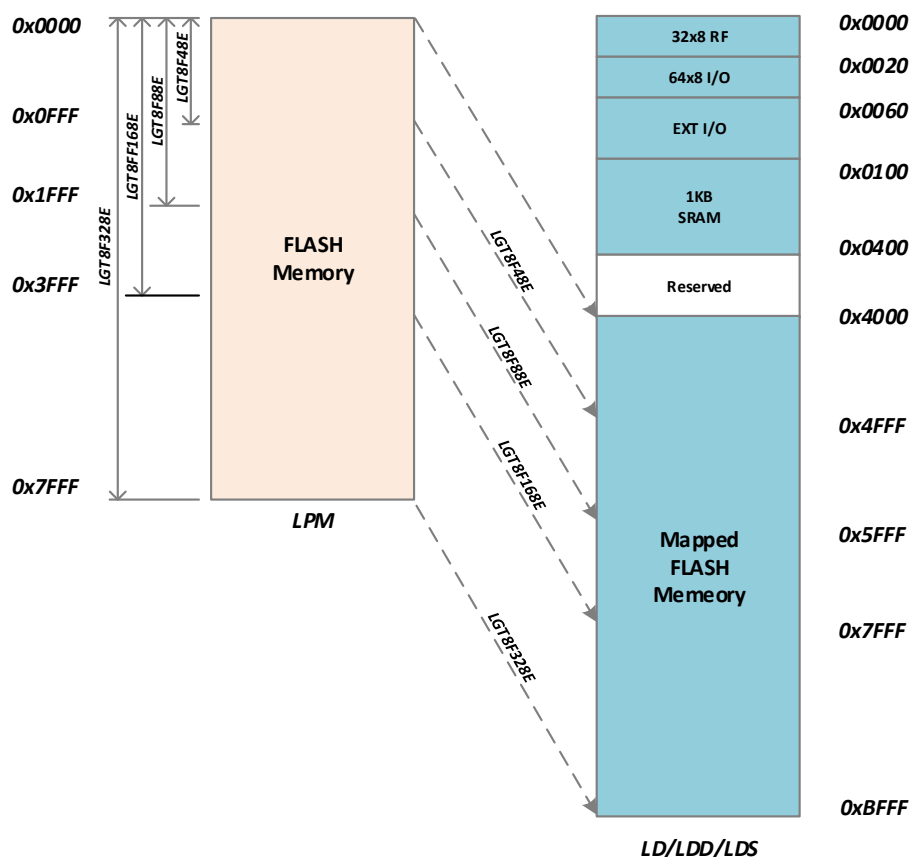 0x0000
0x0FFF
0x1FFF
0x3FFF
0x7FFF
LGT8F328E
LGT8FF168E
LGT8F88E
LGT8F48E
FLASH
Memory
LPM
LGT8F48E
LGT8F88E
LGT8F168E
LGT8F328E
32x8 RF
64x8 I/O
EXT I/O
1KB
SRAM
Reserved
Mapped
FLASH
Memeory
LD/LDD/LDS
0x0000
0x0020
0x0060
0x0100
0x0400
0x4000
0x4FFF
0x5FFF
0x7FFF
0xBFFF